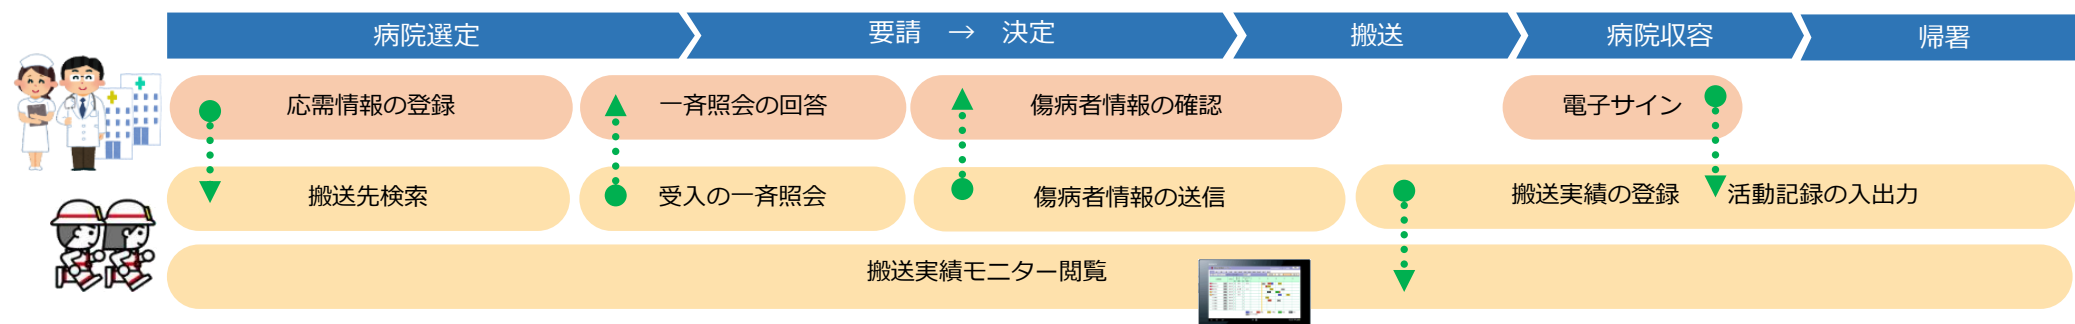 病院選定
要請 → 決定
搬送
病院収容
帰署
応需情報の登録
一斉照会の回答
傷病者情報の確認
電子サイン
搬送先検索
受入の一斉照会
傷病者情報の送信
搬送実績の登録
活動記録の入出力
搬送実績モニター閲覧